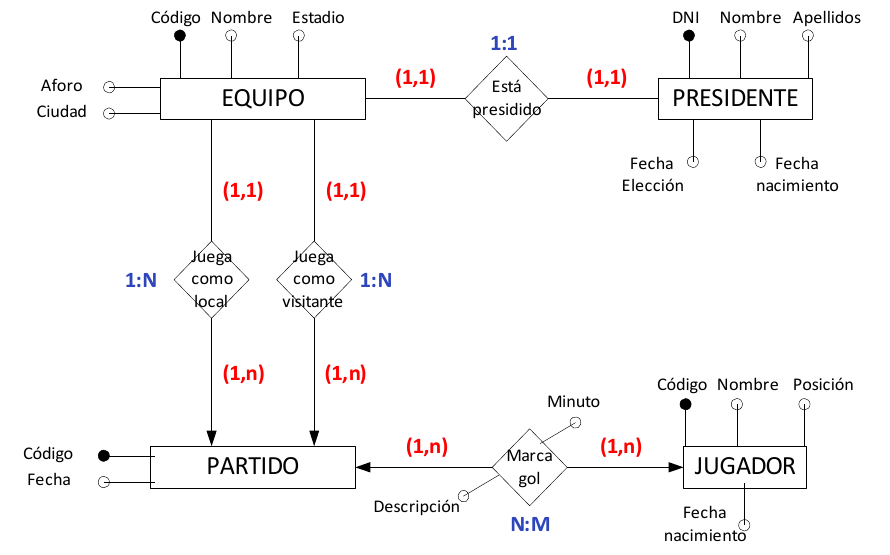 Código Nombre Estadio
DNI Nombre Apellidos
1:1
Aforo
Ciudad
EQUIPO
(1,1)
Está
presidido
(1,1)
PRESIDENTE
Fecha
Elección
Fecha
nacimiento
(1,1)
(1,1)
1:N
Juega
como
local
Juega
como
visitante
1:N
(1,n)
(1,n)
Código
Fecha
PARTIDO
(1,n)
Minuto
Marca
gol
Descripción
N:M
(1,n)
Código Nombre Posición
JUGADOR
Fecha
nacimiento